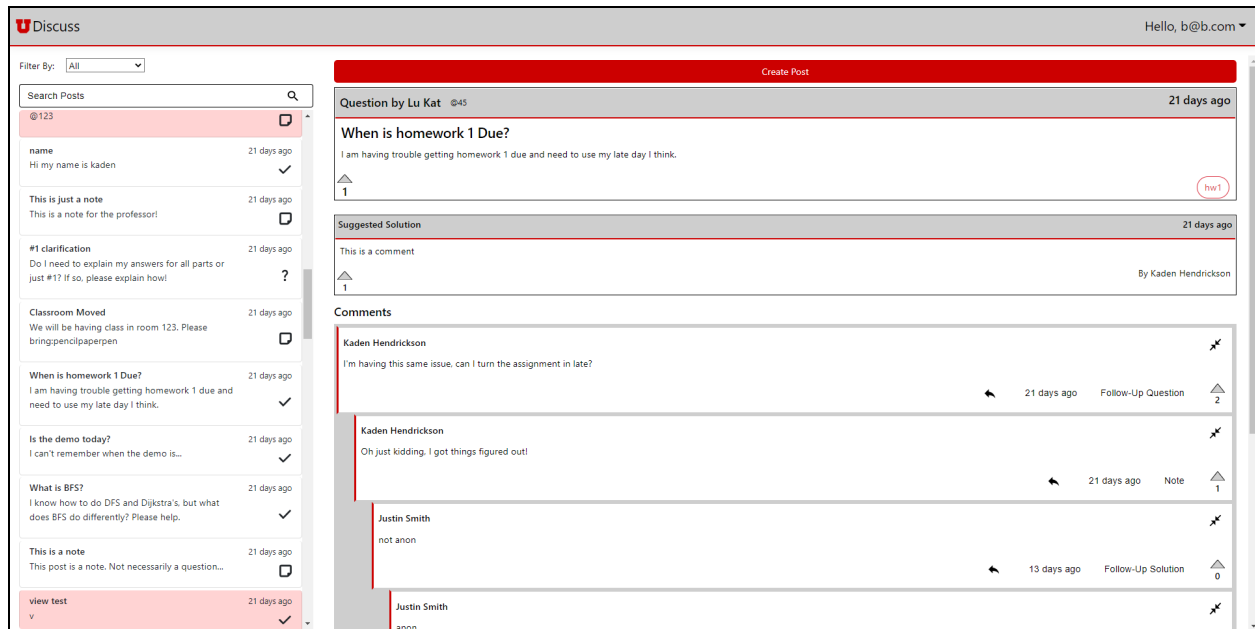 U Discuss
Hello, b@b.com
Filter By: All
Search Posts
@123
name 21 days ago
Hi my name is kaden
This is just a note 21 days ago
This is a note for the professor!
#1 clarification 21 days ago
Do I need to explain my answers for all parts or
just #1? If so, please explain how!
?
Classroom Moved 21 days ago
We will be having class in room 123. Please
bring:pencilpaperpen
When is homework 1 Due? 21 days ago
I am having trouble getting homework 1 due and
need to use my late day I think.
Is the demo today? 21 days ago
I can't remember when the demo is...
What is BFS? 21 days ago
I know how to do DFS and Dijkstra's, but what
does BFS do differently? Please help.
This is a note 21 days ago
This post is a note. Not necessarily a question...
view test 21 days ago
v
Create Post
Question by Lu Kat @45 21 days ago
When is homework 1 Due?
I am having trouble getting homework 1 due and need to use my late day I think.
1
hw1
Suggested Solution 21 days ago
This is a comment
By Kaden Hendrickson
1
Comments
Kaden Hendrickson
I'm having this same issue, can I turn the assignment in late?
21 days ago Follow-Up Question 2
Kaden Hendrickson
Oh just kidding, I got things figured out!
21 days ago Note 1
Justin Smith
not anon
13 days ago Follow-Up Solution 0
Justin Smith
anon